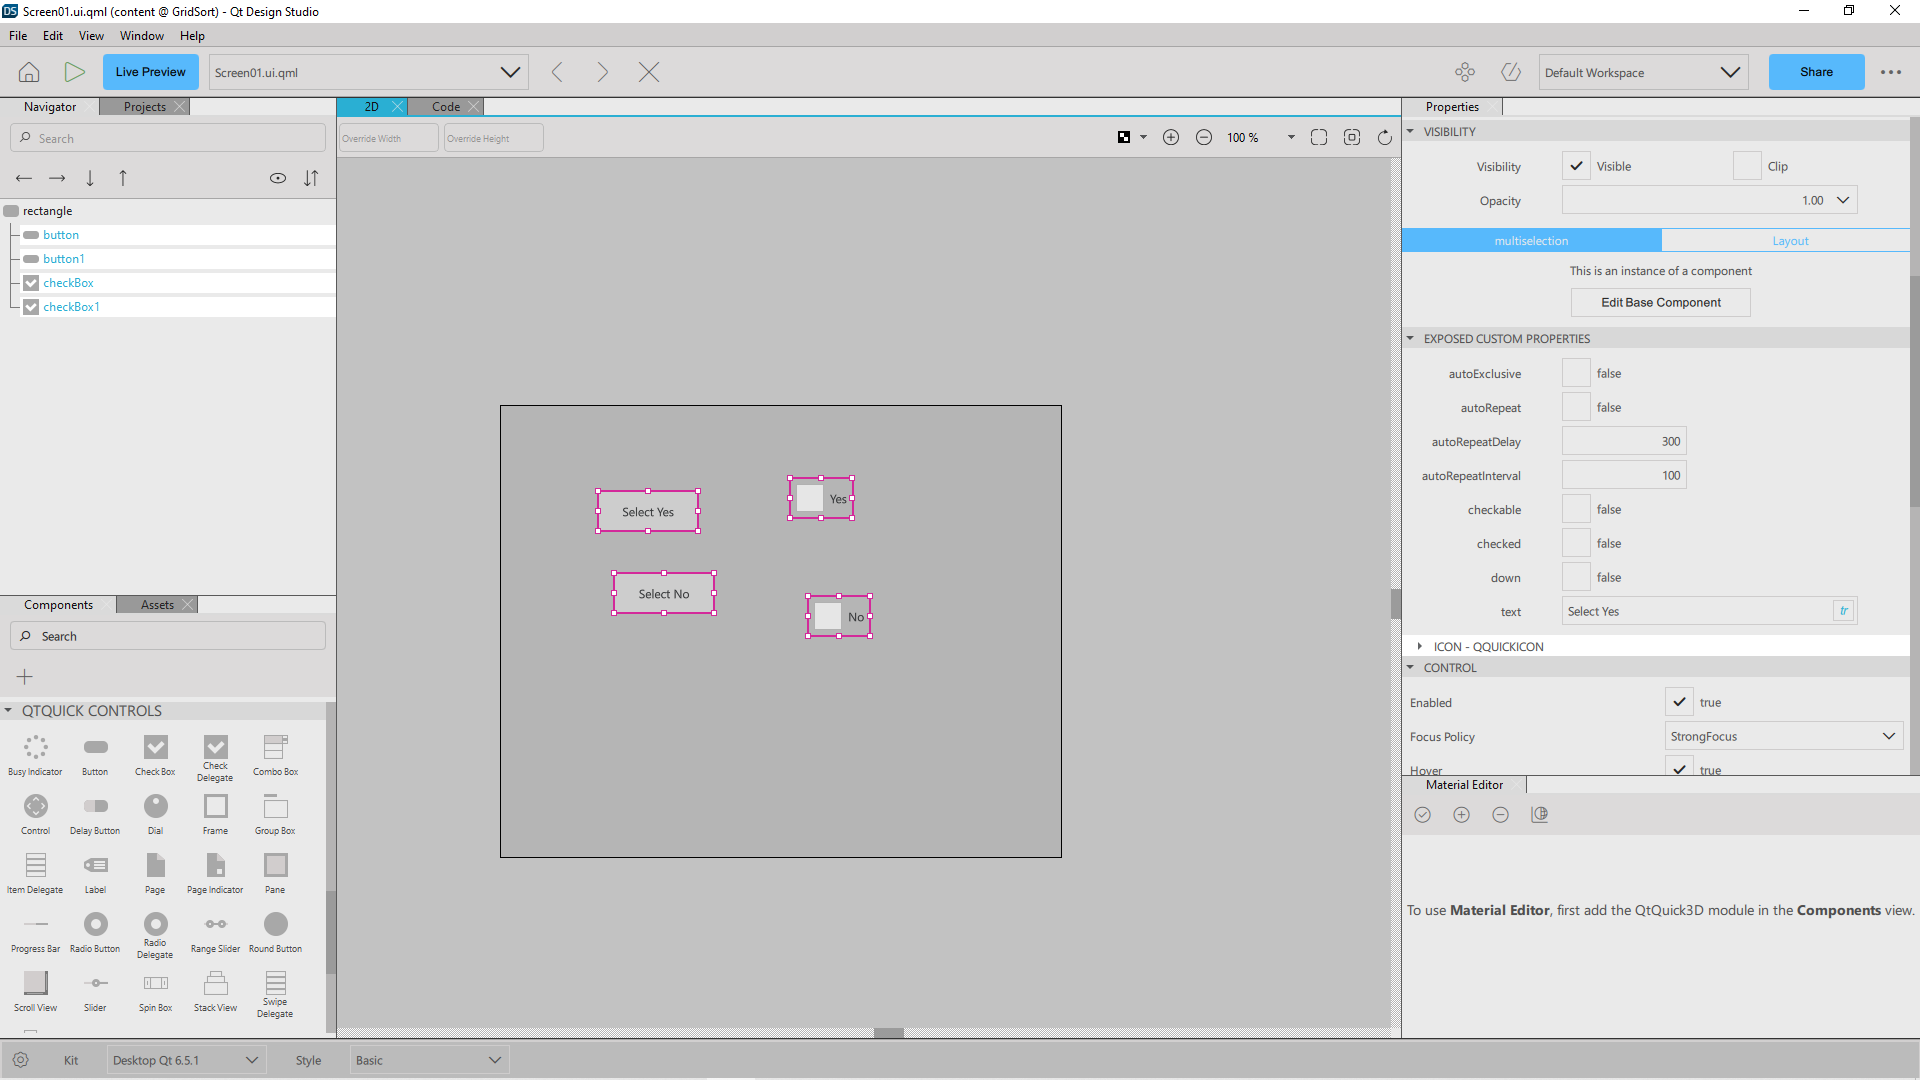 DS Screen01.ui.qml (content @ GridSort) - Qt Design Studio
File Edit View Window Help
Live Preview Screen01.ui.qml Default Workspace Share
Navigator Projects
Search
rectangle
button
button1
checkBox
checkBox1
Components Assets
Search
QTQUICK CONTROLS
Busy Indicator Button Check Box Check Delegate Combo Box
Control Delay Button Dial Frame Group Box
Item Delegate Label Page Page Indicator Pane
Progress Bar Radio Button Radio Delegate Range Slider Round Button
Scroll View Slider Spin Box Stack View Swipe Delegate
2D Code
Override Width Override Height 100 %
Select Yes Yes
Select No No
Properties
VISIBILITY
Visibility Visible Clip
Opacity 1.00
multiselection Layout
This is an instance of a component
Edit Base Component
EXPOSED CUSTOM PROPERTIES
autoExclusive false
autoRepeat false
autoRepeatDelay 300
autoRepeatInterval 100
checkable false
checked false
down false
text Select Yes tr
ICON - QQUICKICON
CONTROL
Enabled true
Focus Policy StrongFocus
Hover true
Material Editor
To use Material Editor, first add the QtQuick3D module in the Components view.
Kit Desktop Qt 6.5.1 Style Basic